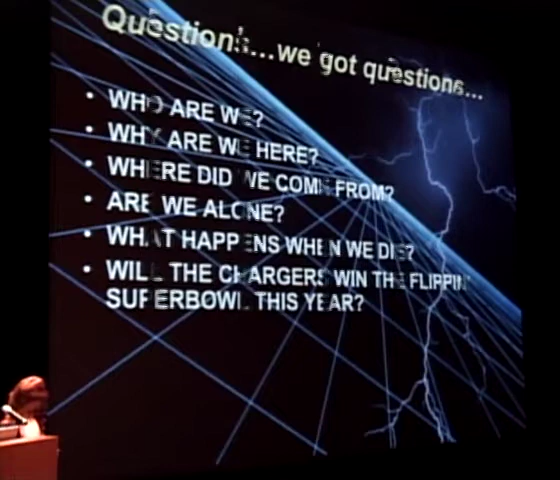 Questions...we got questions...
• WHO ARE WE?
• WHY ARE WE HERE?
• WHERE DID WE COME FROM?
• ARE WE ALONE?
• WHAT HAPPENS WHEN WE DIE?
• WILL THE CHARGERS WIN THE FLIPPIN'
SUPERBOWL THIS YEAR?